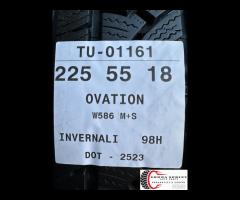 TU-01161
225 55 18
OVATION
W586 M+S
INVERNALI 98H
DOT - 2523